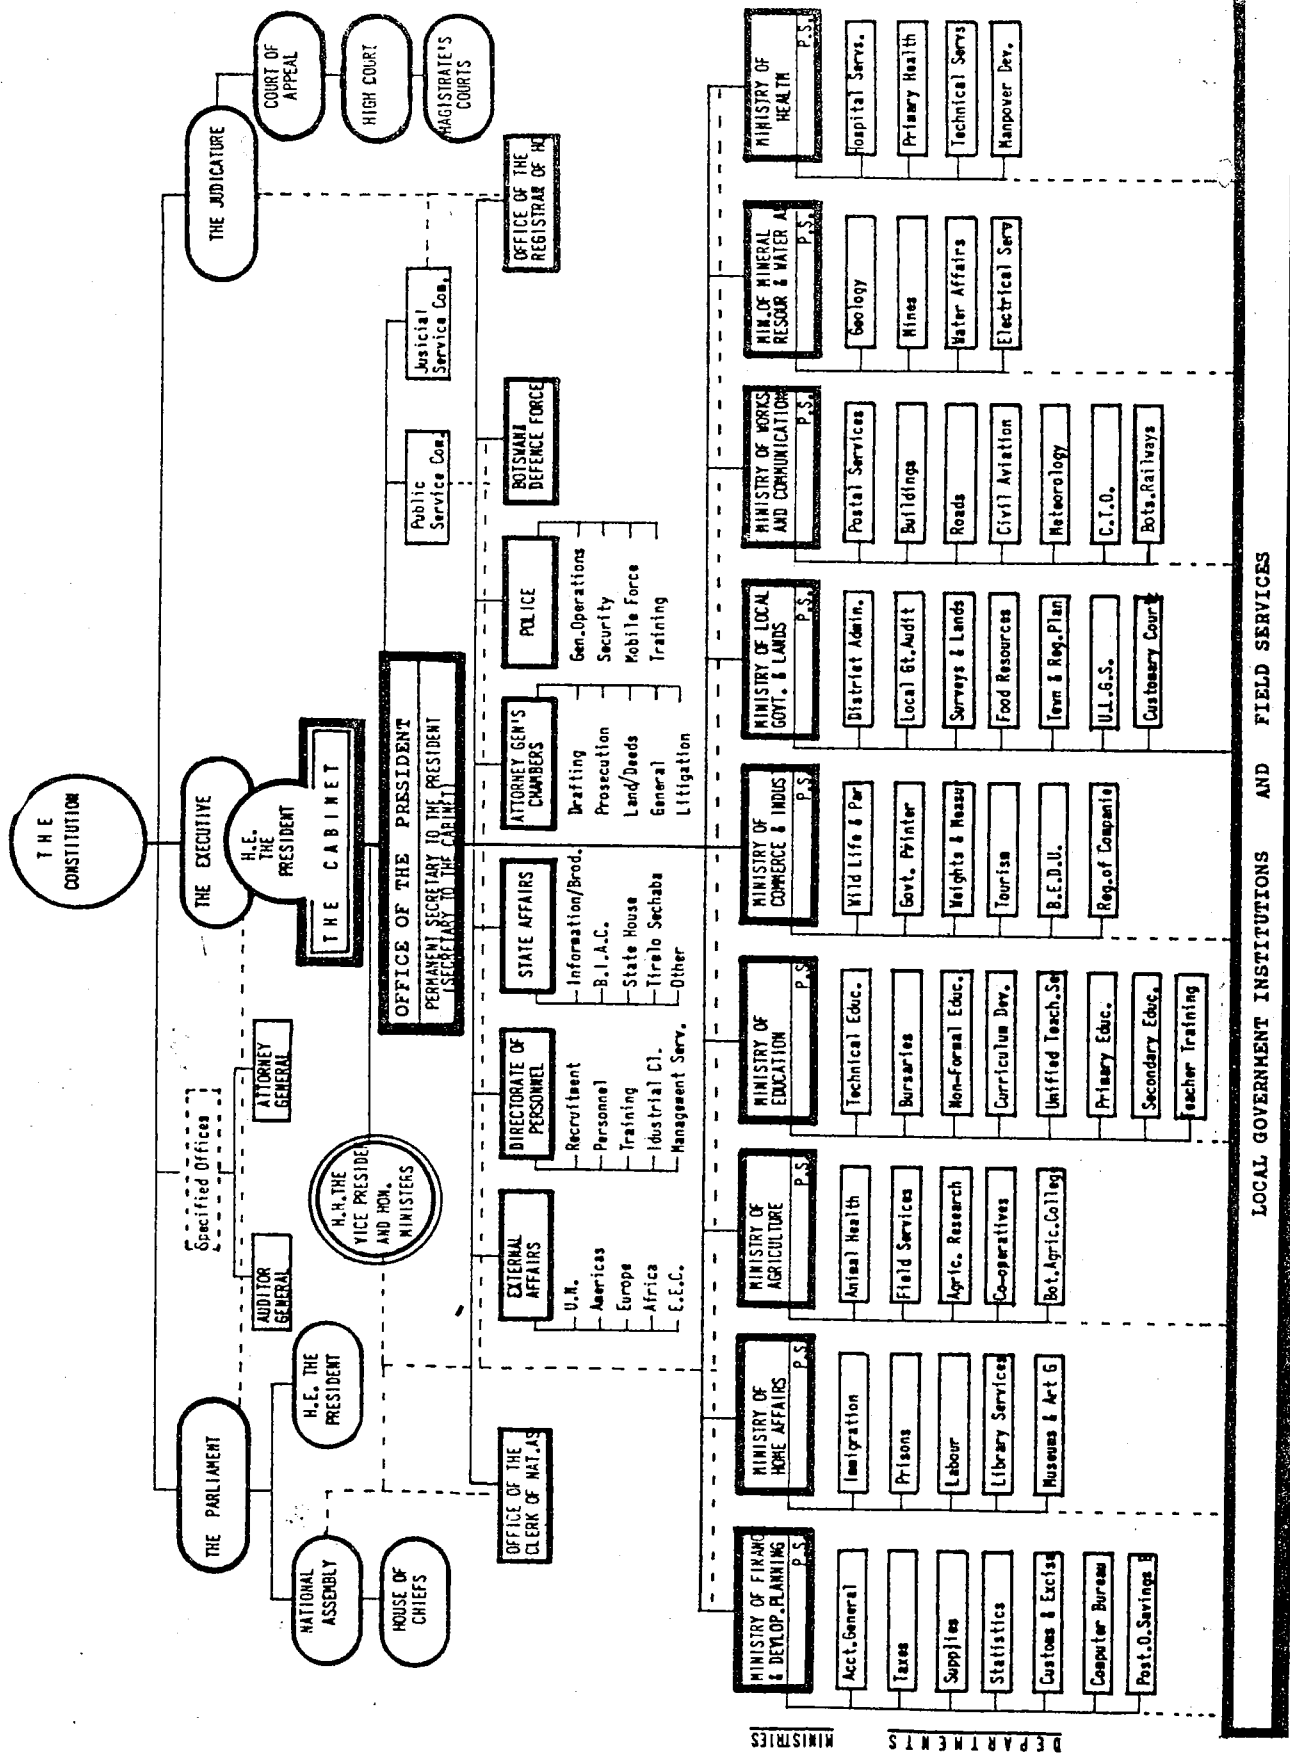 THE
CONSTITUTION
THE PARLIAMENT
THE EXECUTIVE
THE JUDICATURE
H.E.
THE
PRESIDENT
THE CABINET
Specified Offices
AUDITOR
GENERAL
ATTORNEY
GENERAL
NATIONAL
ASSEMBLY
H.E. THE
PRESIDENT
HOUSE OF
CHIEFS
COURT OF
APPEAL
HIGH COURT
MAGISTRATE'S
COURTS
H.H.THE
VICE PRESIDE
AND HON.
MINISTERS
OFFICE OF THE PRESIDENT
PERMANENT SECRETARY TO THE PRESIDENT
(SECRETARY TO THE CABINET)
Public
Service Com.
Jusicial
Service Com.
OFFICE OF THE
CLERK OF NAT.AS
EXTERNAL
AFFAIRS
U.N.
Americas
Europe
Africa
E.E.C.
DIRECTORATE OF
PERSONNEL
Recruitment
Personnel
Training
Idustrial Cl.
Management Serv.
STATE AFFAIRS
Information/Brod.
B.I.A.C.
State House
Tirelo Sechaba
Other
ATTORNEY GEN'S
CHAMBERS
Drafting
Prosecution
Land/Deeds
General
Litigation
POLICE
Gen.Operations
Security
Mobile Force
Training
BOTSWANA
DEFENCE FORCE
OFFICE OF THE
REGISTRAR OF HC
MINISTRIES
MINISTRY OF FINANC
& DEVLOP.PLANNING
P.S.
MINISTRY OF
HOME AFFAIRS
P.S.
MINISTRY OF
AGRICULTURE
P.S.
MINISTRY OF
EDUCATION
P.S.
MINISTRY OF
COMMERCE & INDUS
P.S.
MINISTRY OF LOCAL
GOVT. & LANDS
P.S.
MINISTRY OF WORKS
AND COMMUNICATION
P.S.
MIN.OF MINERAL
RESOUR & WATER A
P.S.
MINISTRY OF
HEALTH
P.S.
DEPARTMENTS
Acct.General
Taxes
Supplies
Statistics
Customs & Excise
Computer Bureau
Post.O.Savings B
Immigration
Prisons
Labour
Library Services
Museums & Art G
Animal Health
Field Services
Agric. Research
Co-operatives
Bot.Agric.College
Technical Educ.
Bursaries
Non-Formal Educ.
Curriculum Dev.
Unified Teach.Se
Primary Educ.
Secondary Educ.
Teacher Training
Wild Life & Par
Govt. Printer
Weights & Measur
Tourism
B.E.D.U.
Reg.of Companie
District Admin.
Local Gt.Audit
Surveys & Lands
Food Resources
Town & Reg.Plan
U.L.G.S.
Customary Court
Postal Services
Buildings
Roads
Civil Aviation
Meteorology
C.T.O.
Bots.Railways
Geology
Mines
Water Affairs
Electrical Serv
Hospital Servs.
Primary Health
Technical Servs
Manpover Dev.
LOCAL GOVERNMENT INSTITUTIONS AND FIELD SERVICES